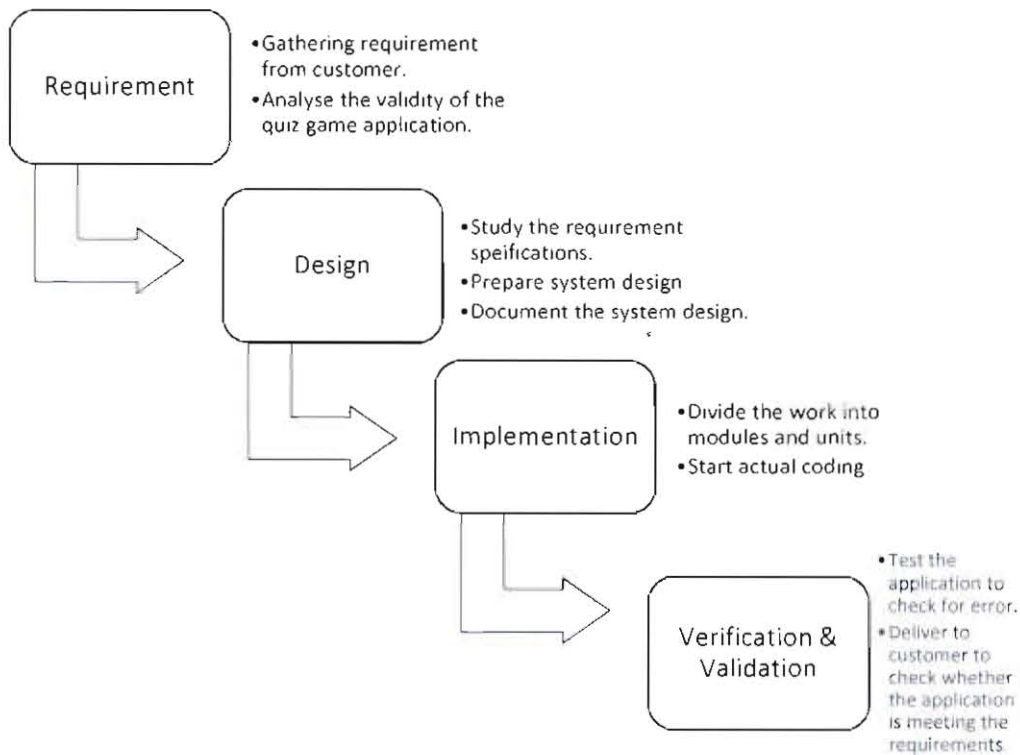 Requirement
•Gathering requirement
from customer.
•Analyse the validity of the
quiz game application.
Design
•Study the requirement
speifications.
•Prepare system design
•Document the system design.
Implementation
•Divide the work into
modules and units.
•Start actual coding
Verification &
Validation
•Test the
application to
check for error.
•Deliver to
customer to
check whether
the application
is meeting the
requirements